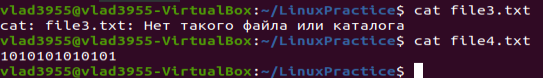 vlad3955@vlad3955-VirtualBox:~/LinuxPractice$ cat file3.txt
cat: file3.txt: Нет такого файла или каталога
vlad3955@vlad3955-VirtualBox:~/LinuxPractice$ cat file4.txt
1010101010101
vlad3955@vlad3955-VirtualBox:~/LinuxPractice$